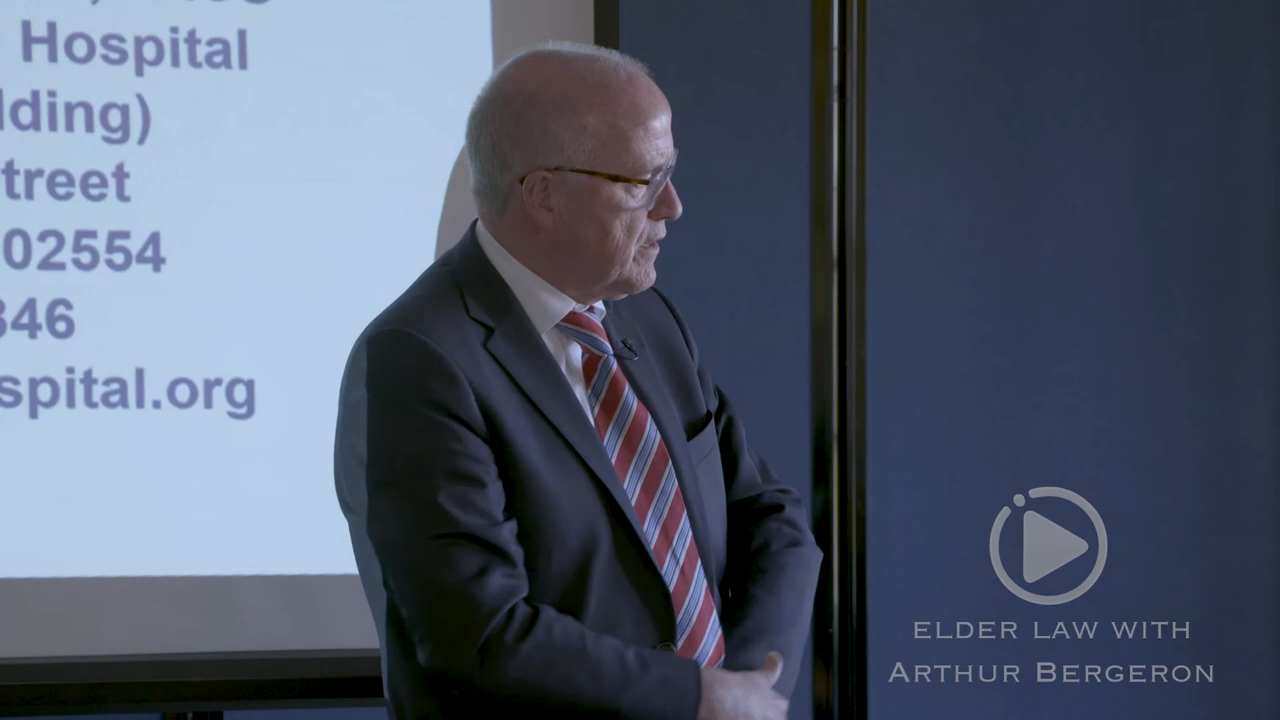 Hospital
lding)
treet
02554
346
spital.org
ELDER LAW WITH
ARTHUR BERGERON